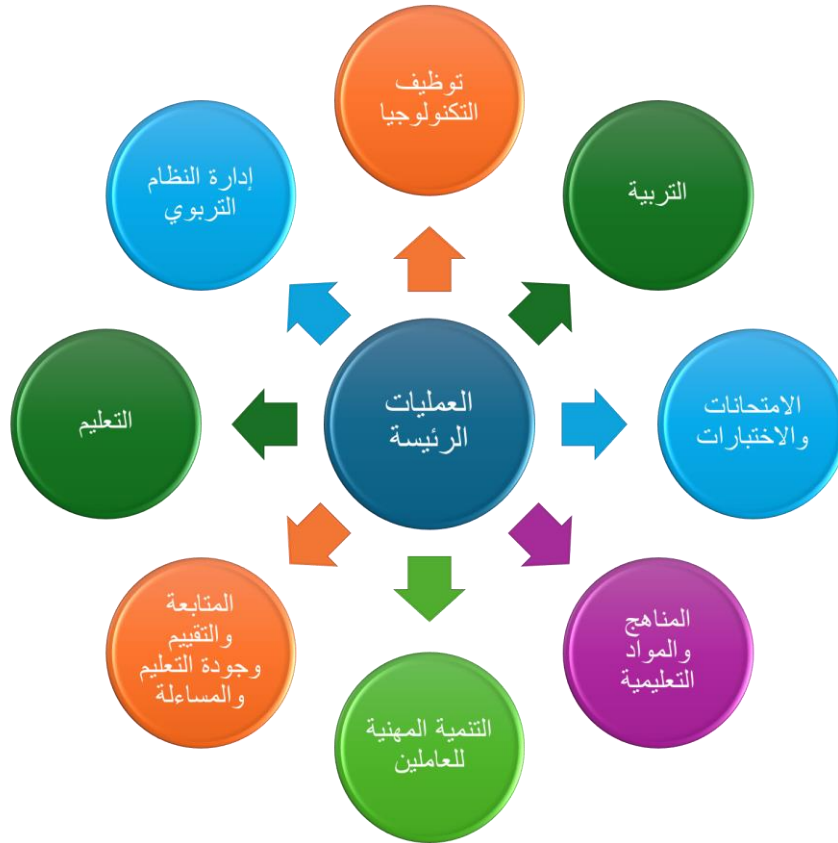 توظيف
التكنولوجيا
التربية
الامتحانات
والاختبارات
المناهج
والمواد
التعليمية
التنمية المهنية
للعاملين
المتابعة
والتقييم
وجودة التعليم
والمساءلة
التعليم
إدارة النظام
التربوي
العمليات
الرئيسة